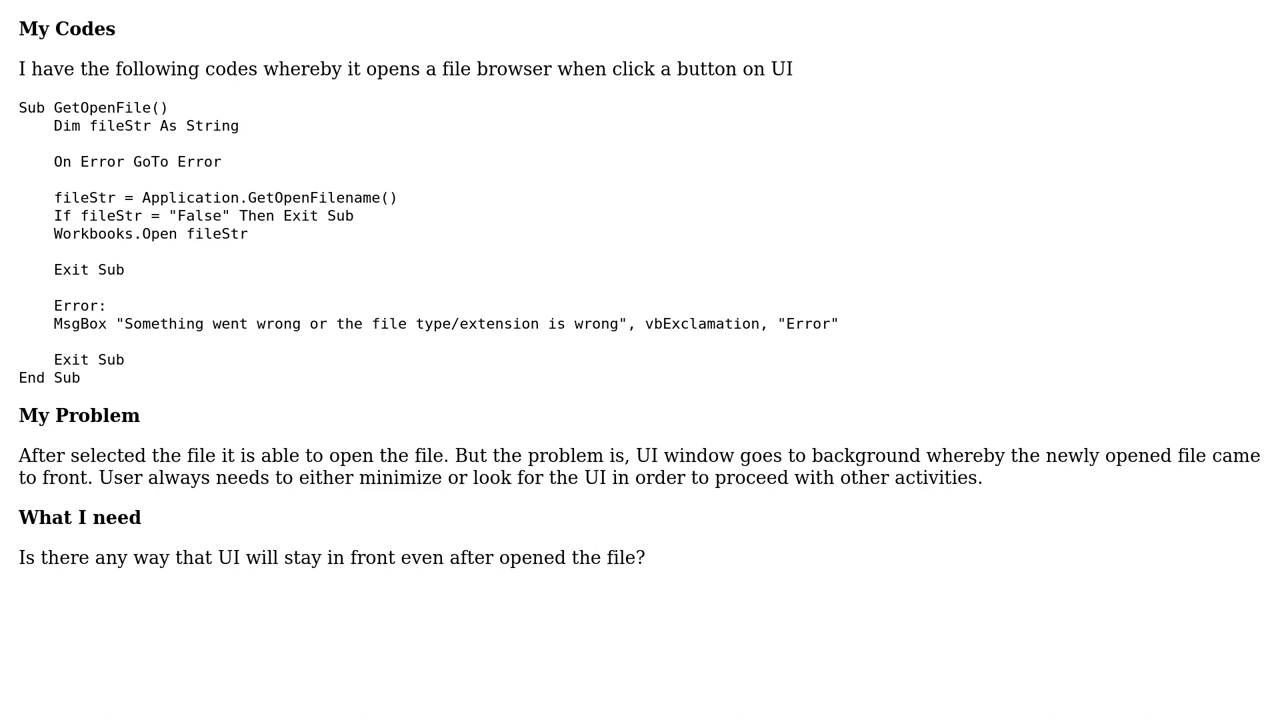 My Codes
I have the following codes whereby it opens a file browser when click a button on UI
Sub GetOpenFile()
    Dim fileStr As String
    On Error GoTo Error
    fileStr = Application.GetOpenFilename()
    If fileStr = "False" Then Exit Sub
    Workbooks.Open fileStr
    Exit Sub
    Error:
    MsgBox "Something went wrong or the file type/extension is wrong", vbExclamation, "Error"
    Exit Sub
End Sub
My Problem
After selected the file it is able to open the file. But the problem is, UI window goes to background whereby the newly opened file came
to front. User always needs to either minimize or look for the UI in order to proceed with other activities.
What I need
Is there any way that UI will stay in front even after opened the file?